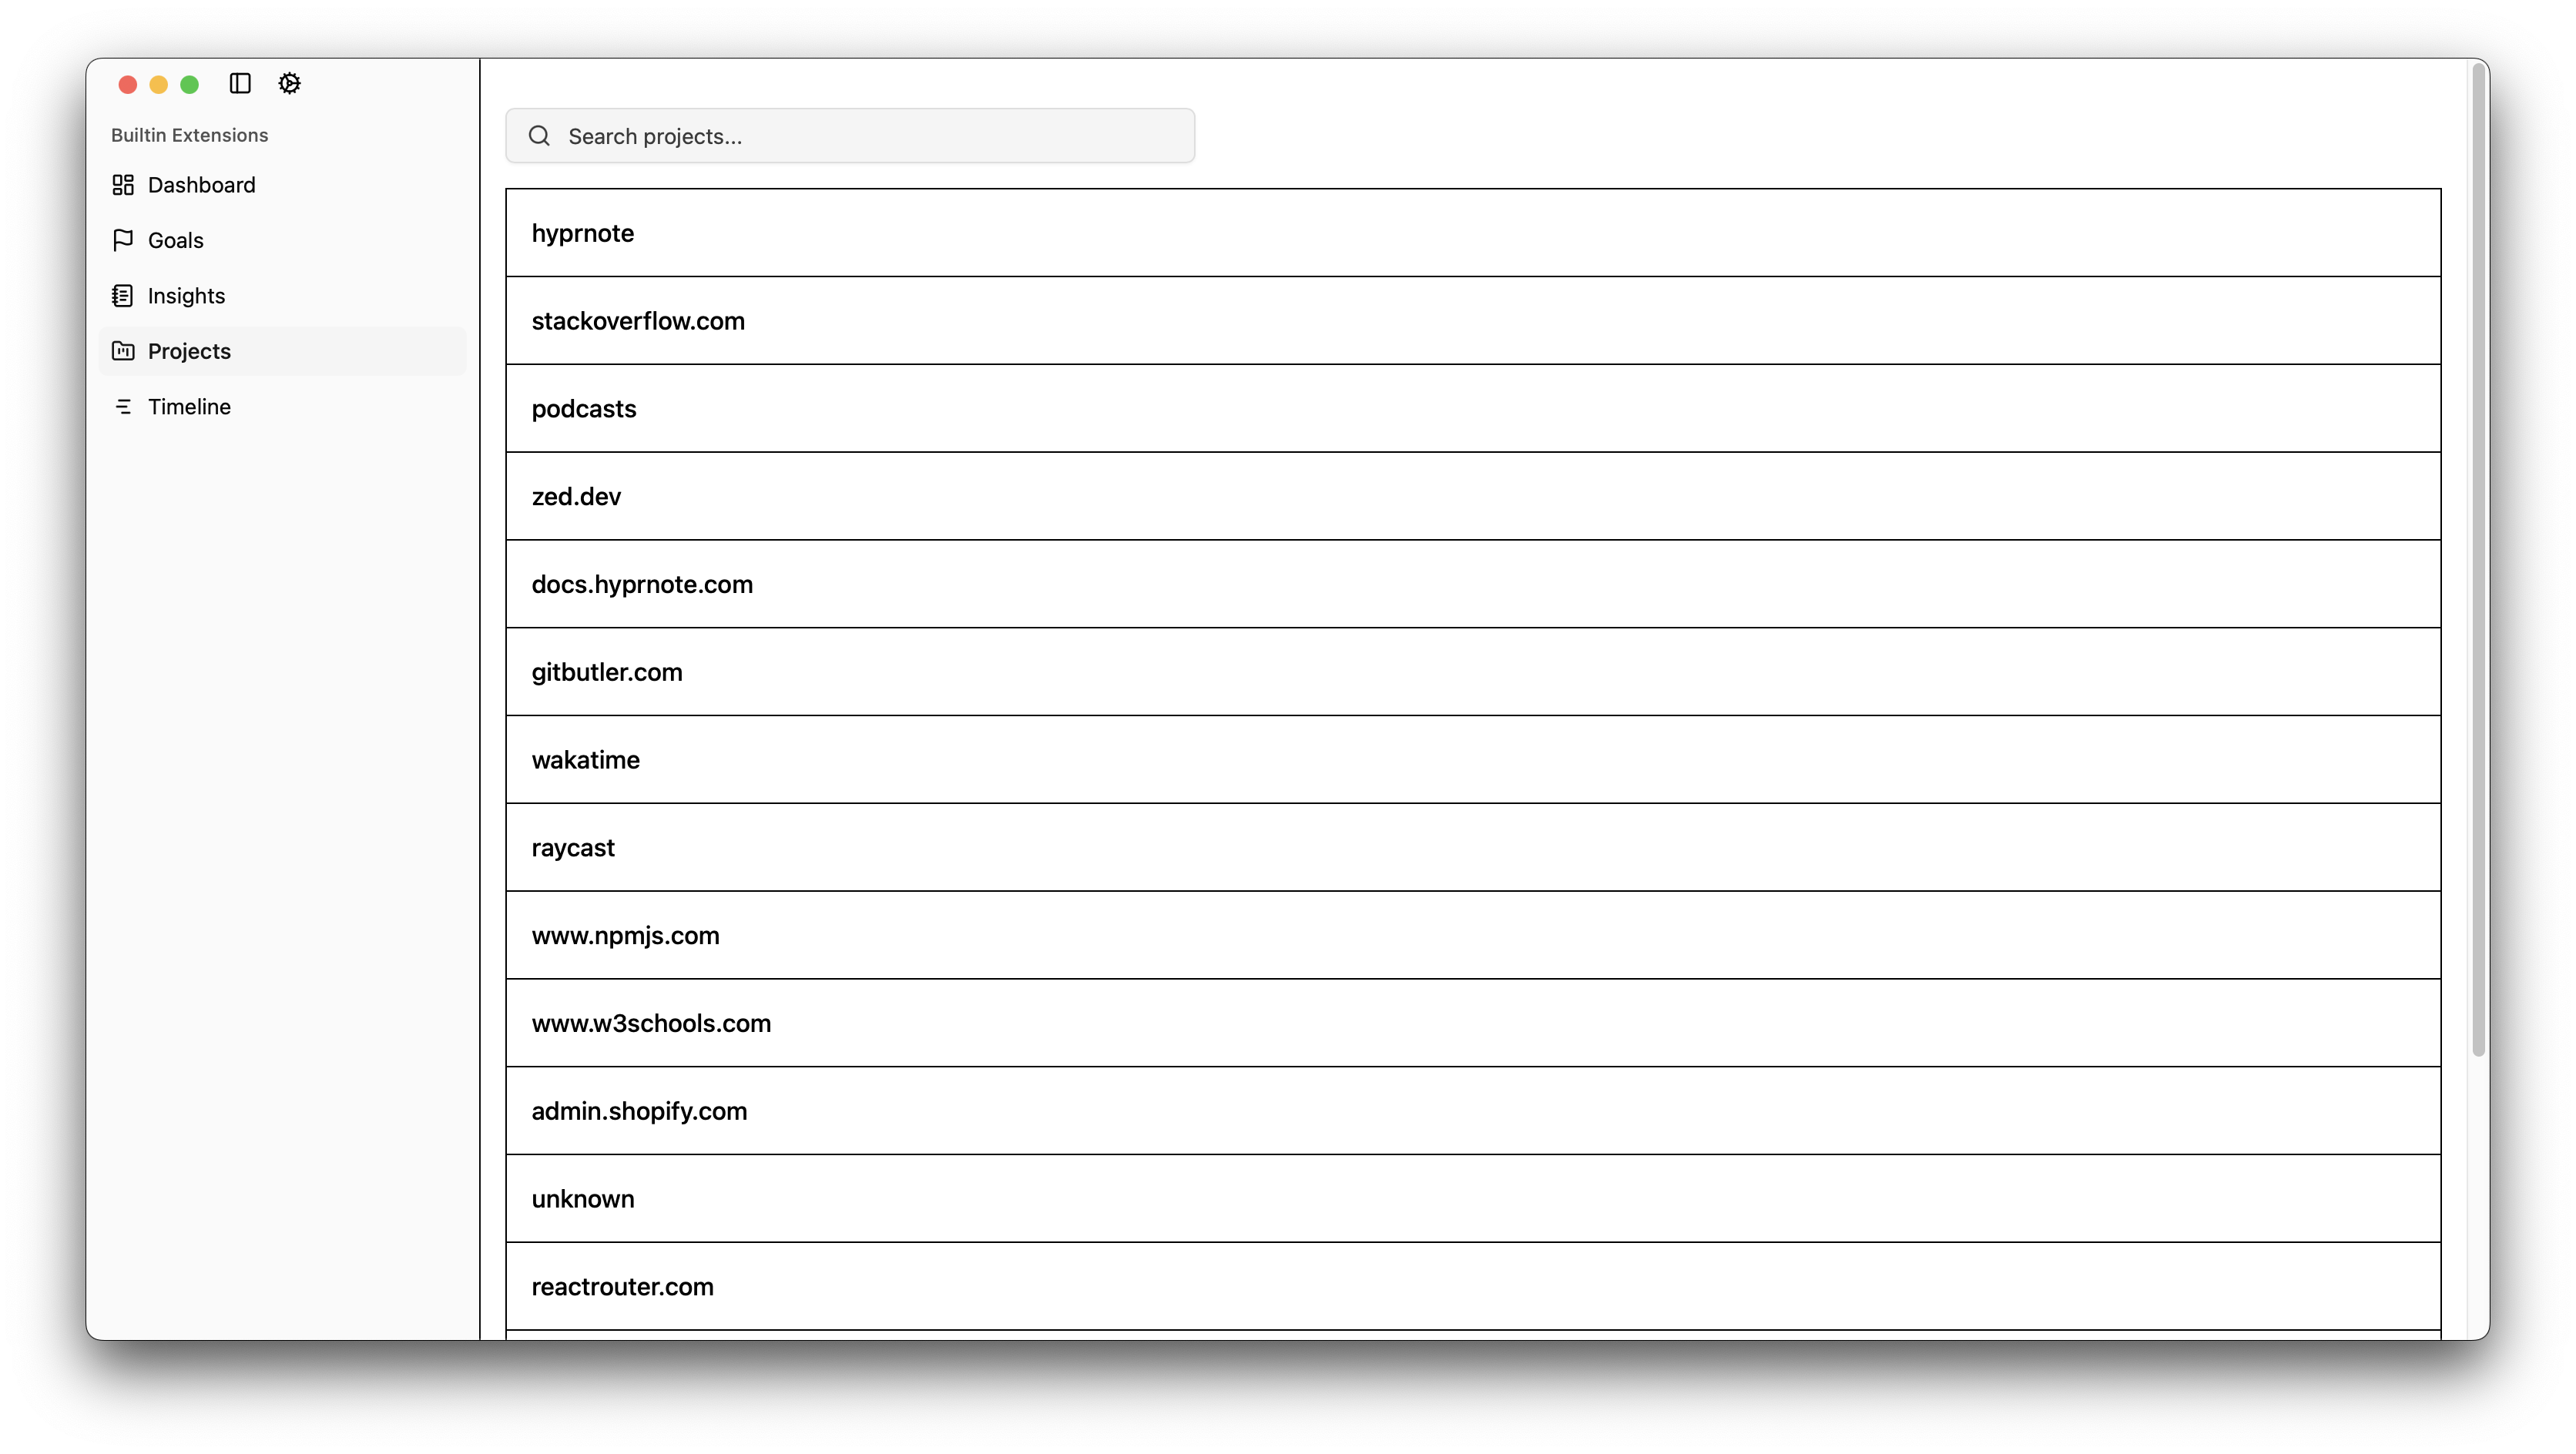 Builtin Extensions
Dashboard
Goals
Insights
Projects
Timeline
Search projects...
hyprnote
stackoverflow.com
podcasts
zed.dev
docs.hyprnote.com
gitbutler.com
wakatime
raycast
www.npmjs.com
www.w3schools.com
admin.shopify.com
unknown
reactrouter.com